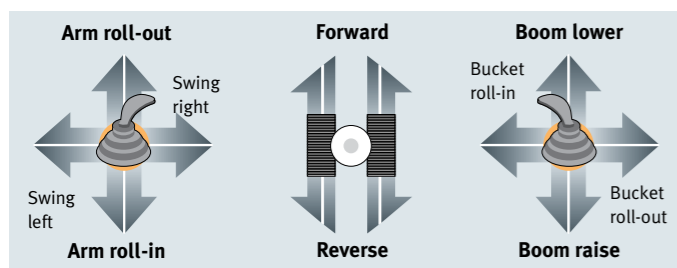 Arm roll-out
Swing
right
Swing
left
Arm roll-in
Forward
Reverse
Boom lower
Bucket
roll-in
Bucket
roll-out
Boom raise